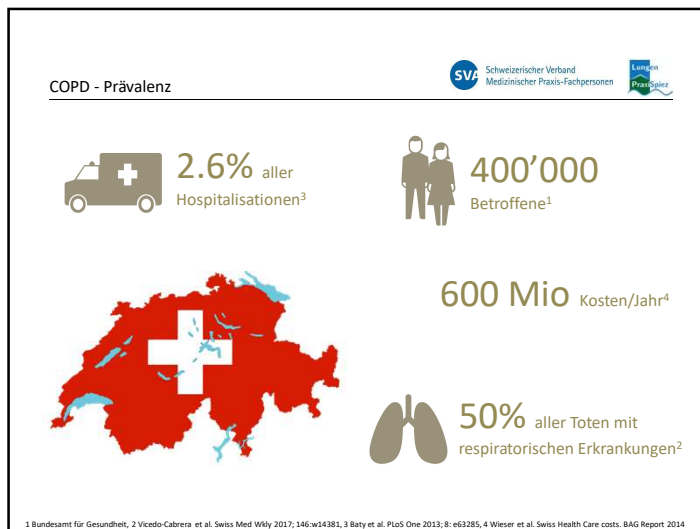 COPD - Prävalenz
SVA
Schweizerischer Verband
Medizinischer Praxis-Fachpersonen
Lungen
PraxiSpiez
2.6% aller
Hospitalisationen³
400’000
Betroffene¹
600 Mio Kosten/Jahr⁴
50% aller Toten mit
respiratorischen Erkrankungen²
1 Bundesamt für Gesundheit, 2 Vicedo-Cabrera et al. Swiss Med Wkly 2017; 146:w14381, 3 Baty et al. PLoS One 2013; 8: e63285, 4 Wieser et al. Swiss Health Care costs. BAG Report 2014